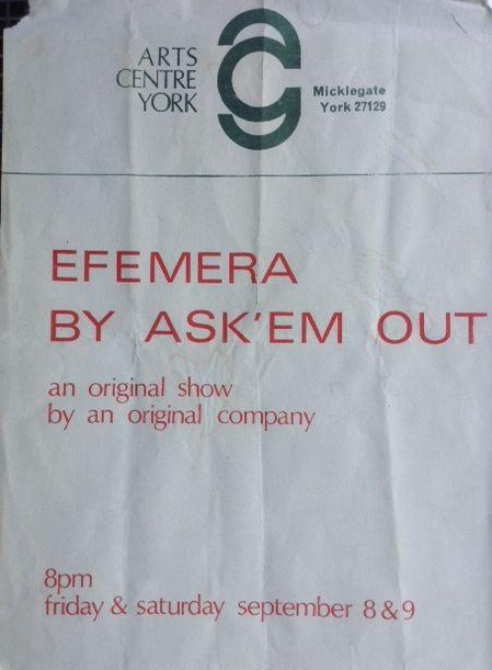 ARTS
CENTRE
YORK
Micklegate
York 27129
EFEMERA
BY ASK'EM OUT
an original show
by an original company
8pm
friday & saturday september 8 & 9